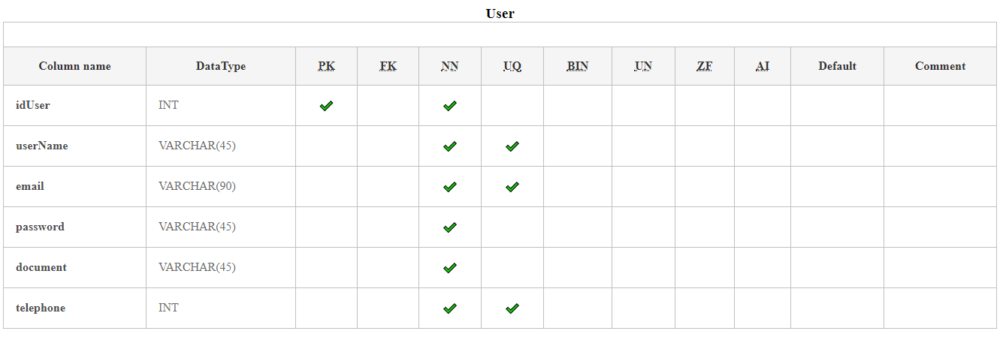 User
Column name DataType PK FK NN UQ BIN UN ZF AI Default Comment
idUser INT
userName VARCHAR(45)
email VARCHAR(90)
password VARCHAR(45)
document VARCHAR(45)
telephone INT